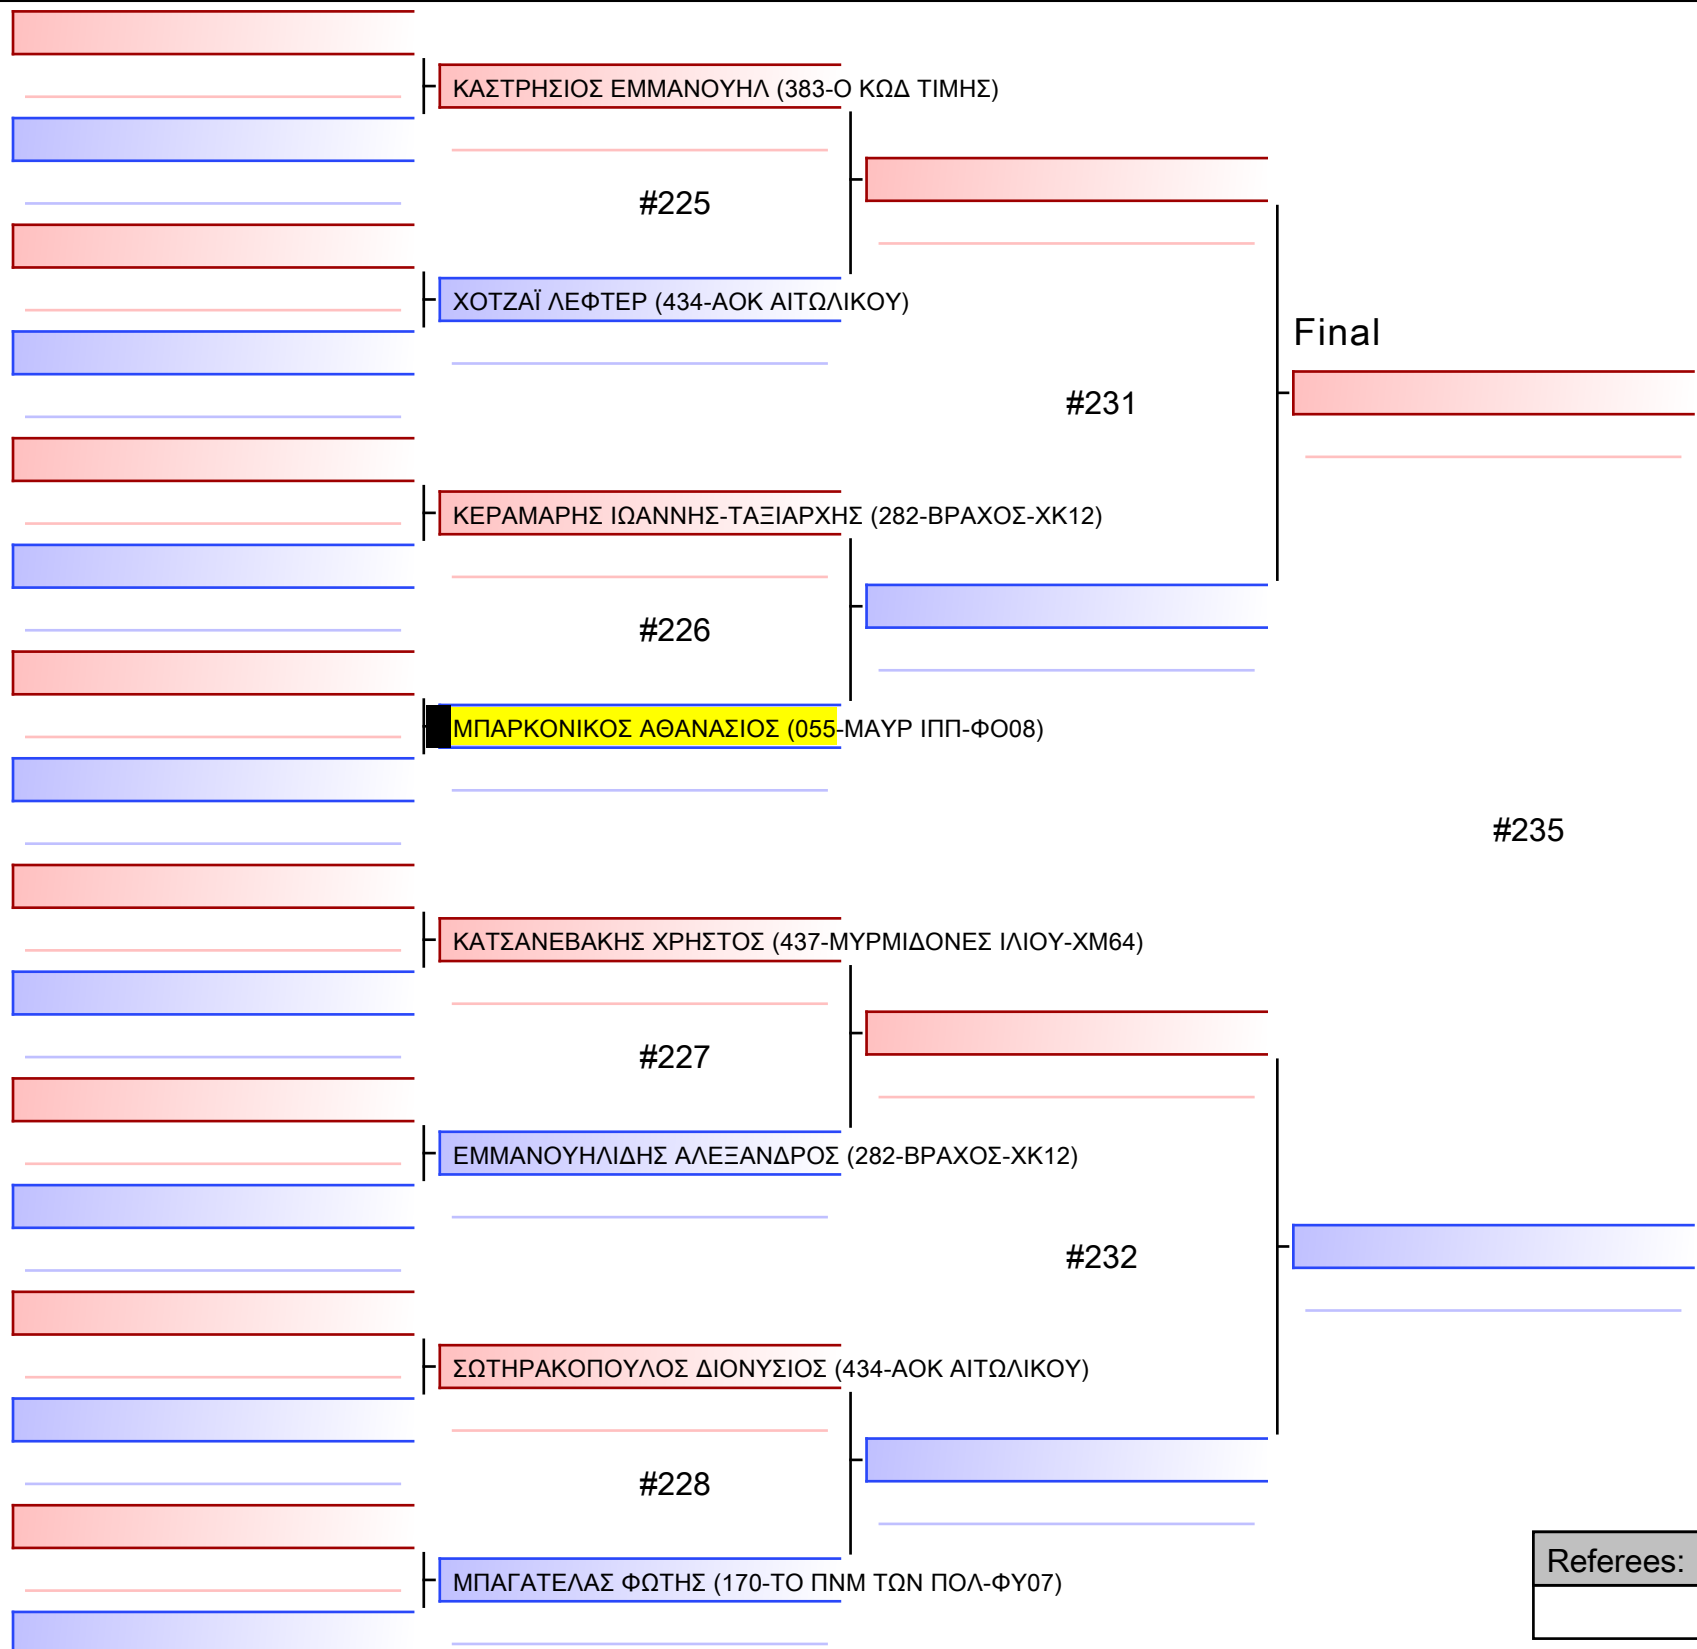 ΚΑΣΤΡΗΣΙΟΣ ΕΜΜΑΝΟΥΗΛ (383-Ο ΚΩΔ ΤΙΜΗΣ)
#225
ΧΟΤΖΑΪ ΛΕΦΤΕΡ (434-ΑΟΚ ΑΙΤΩΛΙΚΟΥ)
Final
#231
ΚΕΡΑΜΑΡΗΣ ΙΩΑΝΝΗΣ-ΤΑΞΙΑΡΧΗΣ (282-ΒΡΑΧΟΣ-ΧΚ12)
#226
ΜΠΑΡΚΟΝΙΚΟΣ ΑΘΑΝΑΣΙΟΣ (055-ΜΑΥΡ ΙΠΠ-ΦΟ08)
#235
ΚΑΤΣΑΝΕΒΑΚΗΣ ΧΡΗΣΤΟΣ (437-ΜΥΡΜΙΔΟΝΕΣ ΙΛΙΟΥ-ΧΜ64)
#227
ΕΜΜΑΝΟΥΗΛΙΔΗΣ ΑΛΕΞΑΝΔΡΟΣ (282-ΒΡΑΧΟΣ-ΧΚ12)
#232
ΣΩΤΗΡΑΚΟΠΟΥΛΟΣ ΔΙΟΝΥΣΙΟΣ (434-ΑΟΚ ΑΙΤΩΛΙΚΟΥ)
#228
Referees:
ΜΠΑΓΑΤΕΛΑΣ ΦΩΤΗΣ (170-ΤΟ ΠΝΜ ΤΩΝ ΠΟΛ-ΦΥ07)